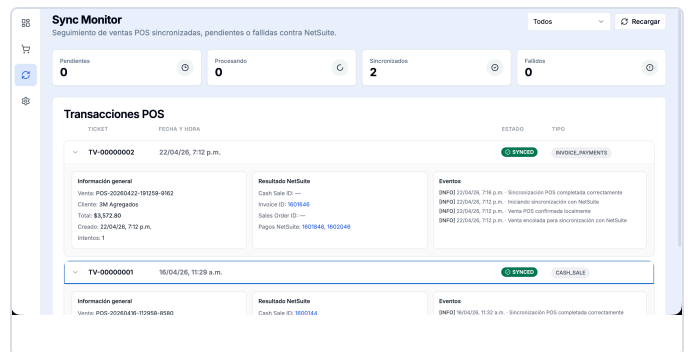 Sync Monitor
Seguimiento de ventas POS sincronizadas, pendientes o fallidas contra NetSuite.
Todos
Recargar
Pendientes
0
Procesando
0
Sincronizados
2
Fallidos
0
Transacciones POS
TICKET FECHA Y HORA ESTADO TIPO
TV-00000002 22/04/26, 7:12 p.m. SYNCED INVOICE_PAYMENTS
Información general
Venta: POS-20260422-191259-9162
Cliente: 3M Agregados
Total: $3,572.80
Creado: 22/04/26, 7:12 p.m.
Intentos: 1
Resultado NetSuite
Cash Sale ID: —
Invoice ID: 1601646
Sales Order ID: —
Pagos NetSuite: 1601846, 1602046
Eventos
[INFO] 22/04/26, 7:16 p.m. · Sincronización POS completada correctamente
[INFO] 22/04/26, 7:12 p.m. · Iniciando sincronización con NetSuite
[INFO] 22/04/26, 7:12 p.m. · Venta POS confirmada localmente
[INFO] 22/04/26, 7:12 p.m. · Venta encolada para sincronización con NetSuite
TV-00000001 16/04/26, 11:29 a.m. SYNCED CASH_SALE
Información general
Venta: POS-20260416-112958-8580
Resultado NetSuite
Cash Sale ID: 1600144
Eventos
[INFO] 16/04/26, 11:32 a.m. · Sincronización POS completada correctamente